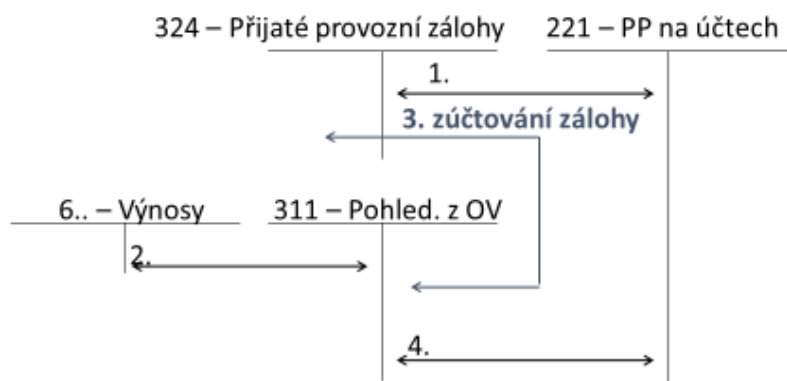 324 – Přijaté provozní zálohy 221 – PP na účtech
1.
3. zúčtování zálohy
6.. – Výnosy 311 – Pohled. z OV
2.
4.